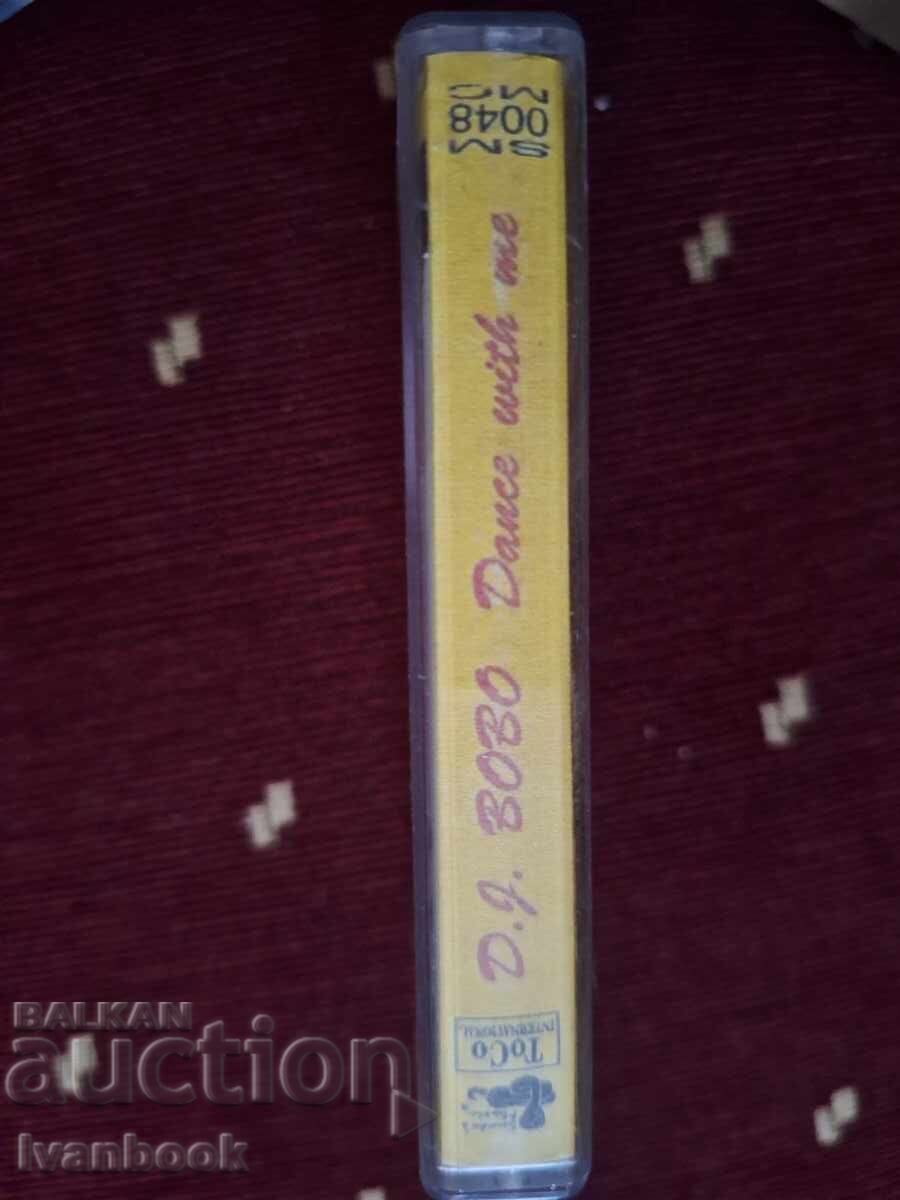 SM
0048
MC
D.J. BOBO Dance with me
ToCo
INTERNATIONAL
BALKAN
auction
Ivanbook